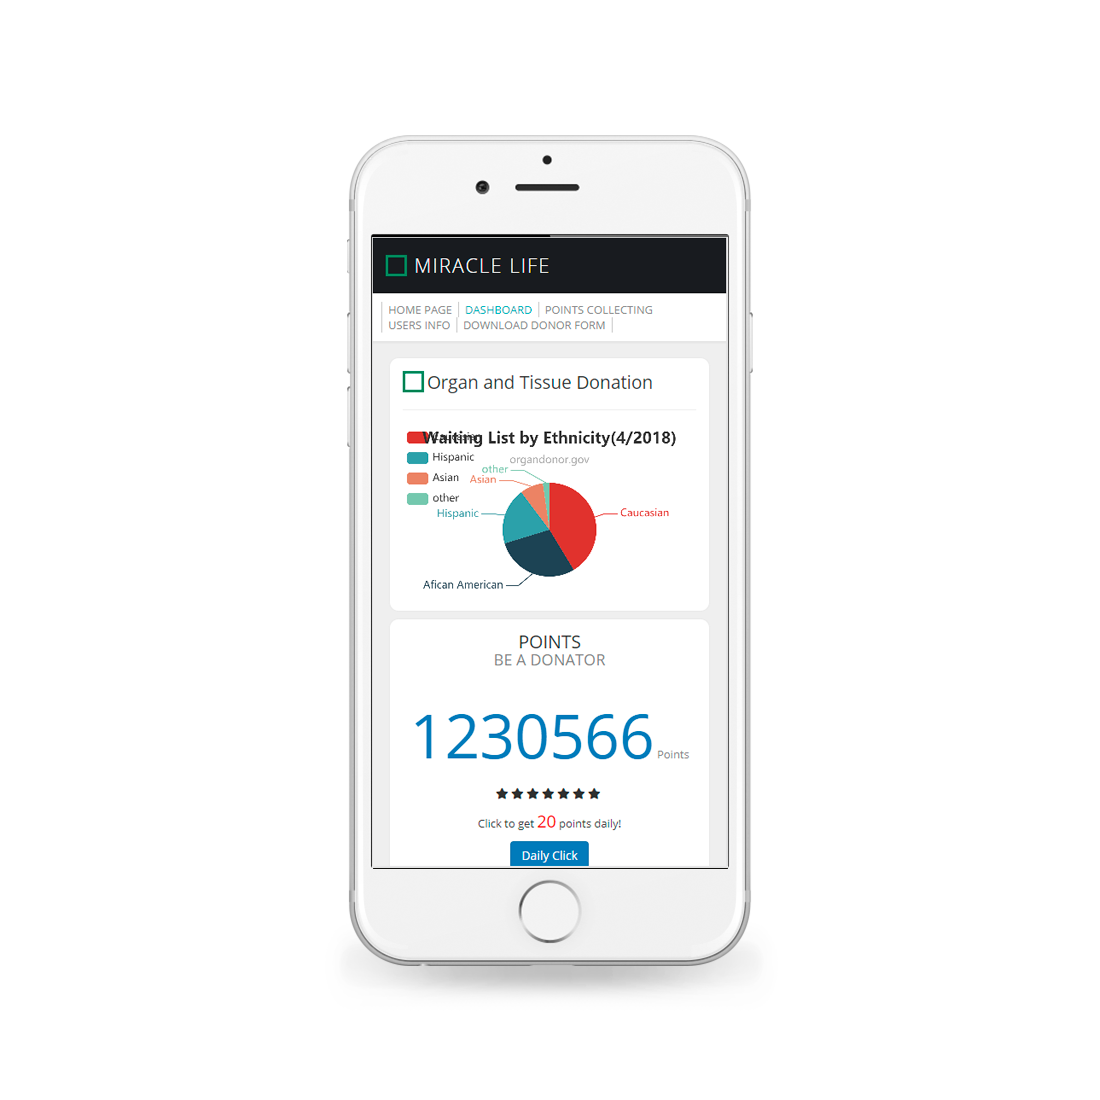 MIRACLE LIFE
HOME PAGE DASHBOARD POINTS COLLECTING
USERS INFO DOWNLOAD DONOR FORM
Organ and Tissue Donation
Waiting List by Ethnicity(4/2018)
organdonor.gov
Hispanic
Asian
other
other
Asian
Hispanic
Caucasian
Afican American
POINTS
BE A DONATOR
1230566 Points
Click to get 20 points daily!
Daily Click